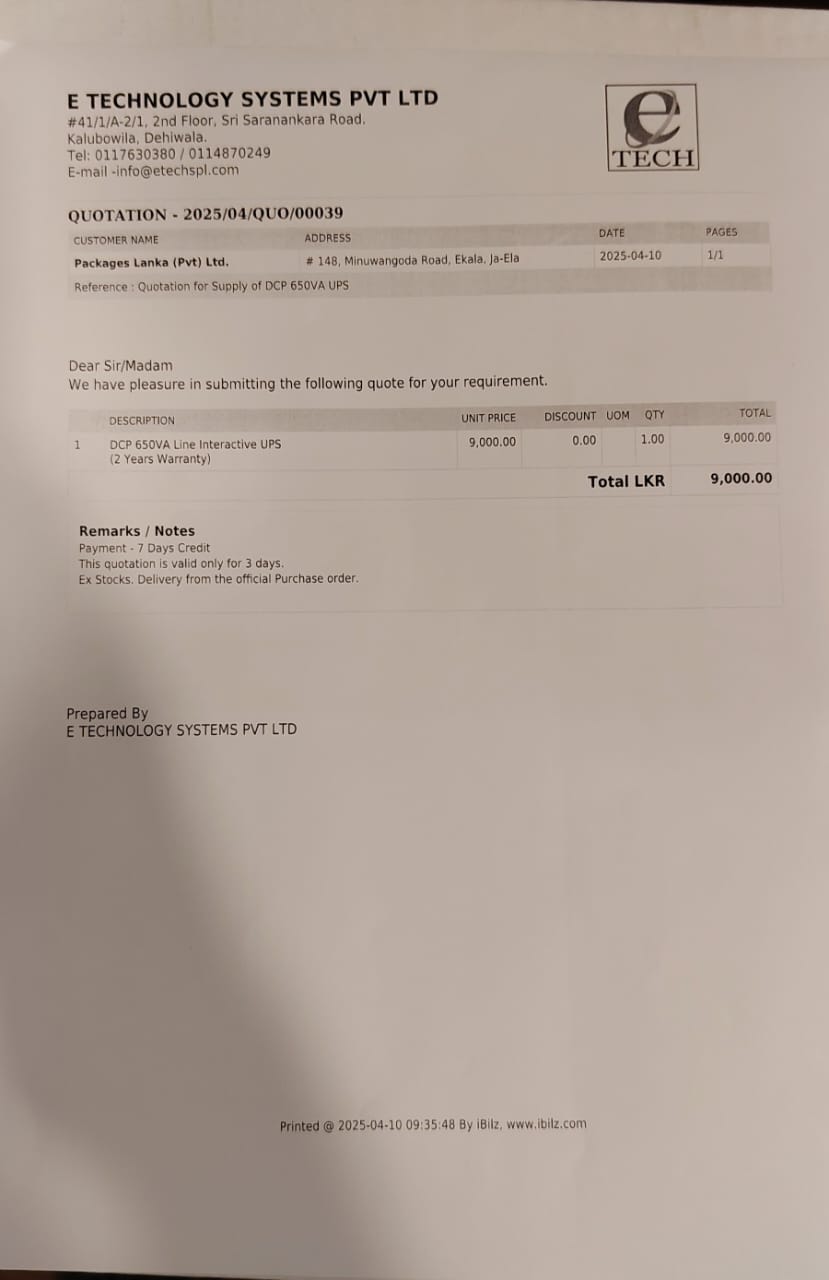 E TECHNOLOGY SYSTEMS PVT LTD
#41/1/A-2/1, 2nd Floor, Sri Saranankara Road,
Kalubowila, Dehiwala.
Tel: 0117630380 / 0114870249
E-mail -info@etechspl.com
e
TECH
QUOTATION - 2025/04/QUO/00039
CUSTOMER NAME ADDRESS DATE PAGES
Packages Lanka (Pvt) Ltd. # 148, Minuwangoda Road, Ekala, Ja-Ela 2025-04-10 1/1
Reference : Quotation for Supply of DCP 650VA UPS
Dear Sir/Madam
We have pleasure in submitting the following quote for your requirement.
DESCRIPTION UNIT PRICE DISCOUNT UOM QTY TOTAL
1 DCP 650VA Line Interactive UPS 9,000.00 0.00 1.00 9,000.00
(2 Years Warranty)
Total LKR 9,000.00
Remarks / Notes
Payment - 7 Days Credit
This quotation is valid only for 3 days.
Ex Stocks. Delivery from the official Purchase order.
Prepared By
E TECHNOLOGY SYSTEMS PVT LTD
Printed @ 2025-04-10 09:35:48 By iBilz, www.ibilz.com